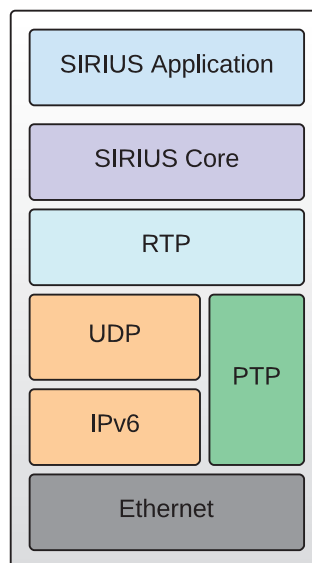 SIRIUS Application
SIRIUS Core
RTP
UDP
PTP
IPv6
Ethernet